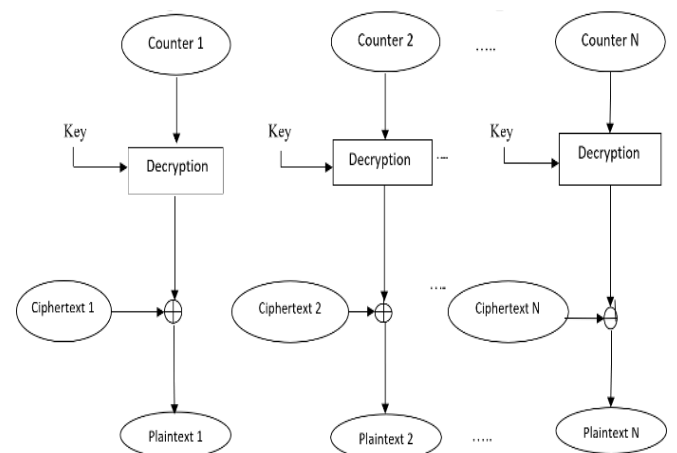 Counter 1
Counter 2
.....
Counter N
Key
Decryption
Key
Decryption
....
Key
Decryption
Ciphertext 1
Ciphertext 2
....
Ciphertext N
Plaintext 1
Plaintext 2
.....
Plaintext N